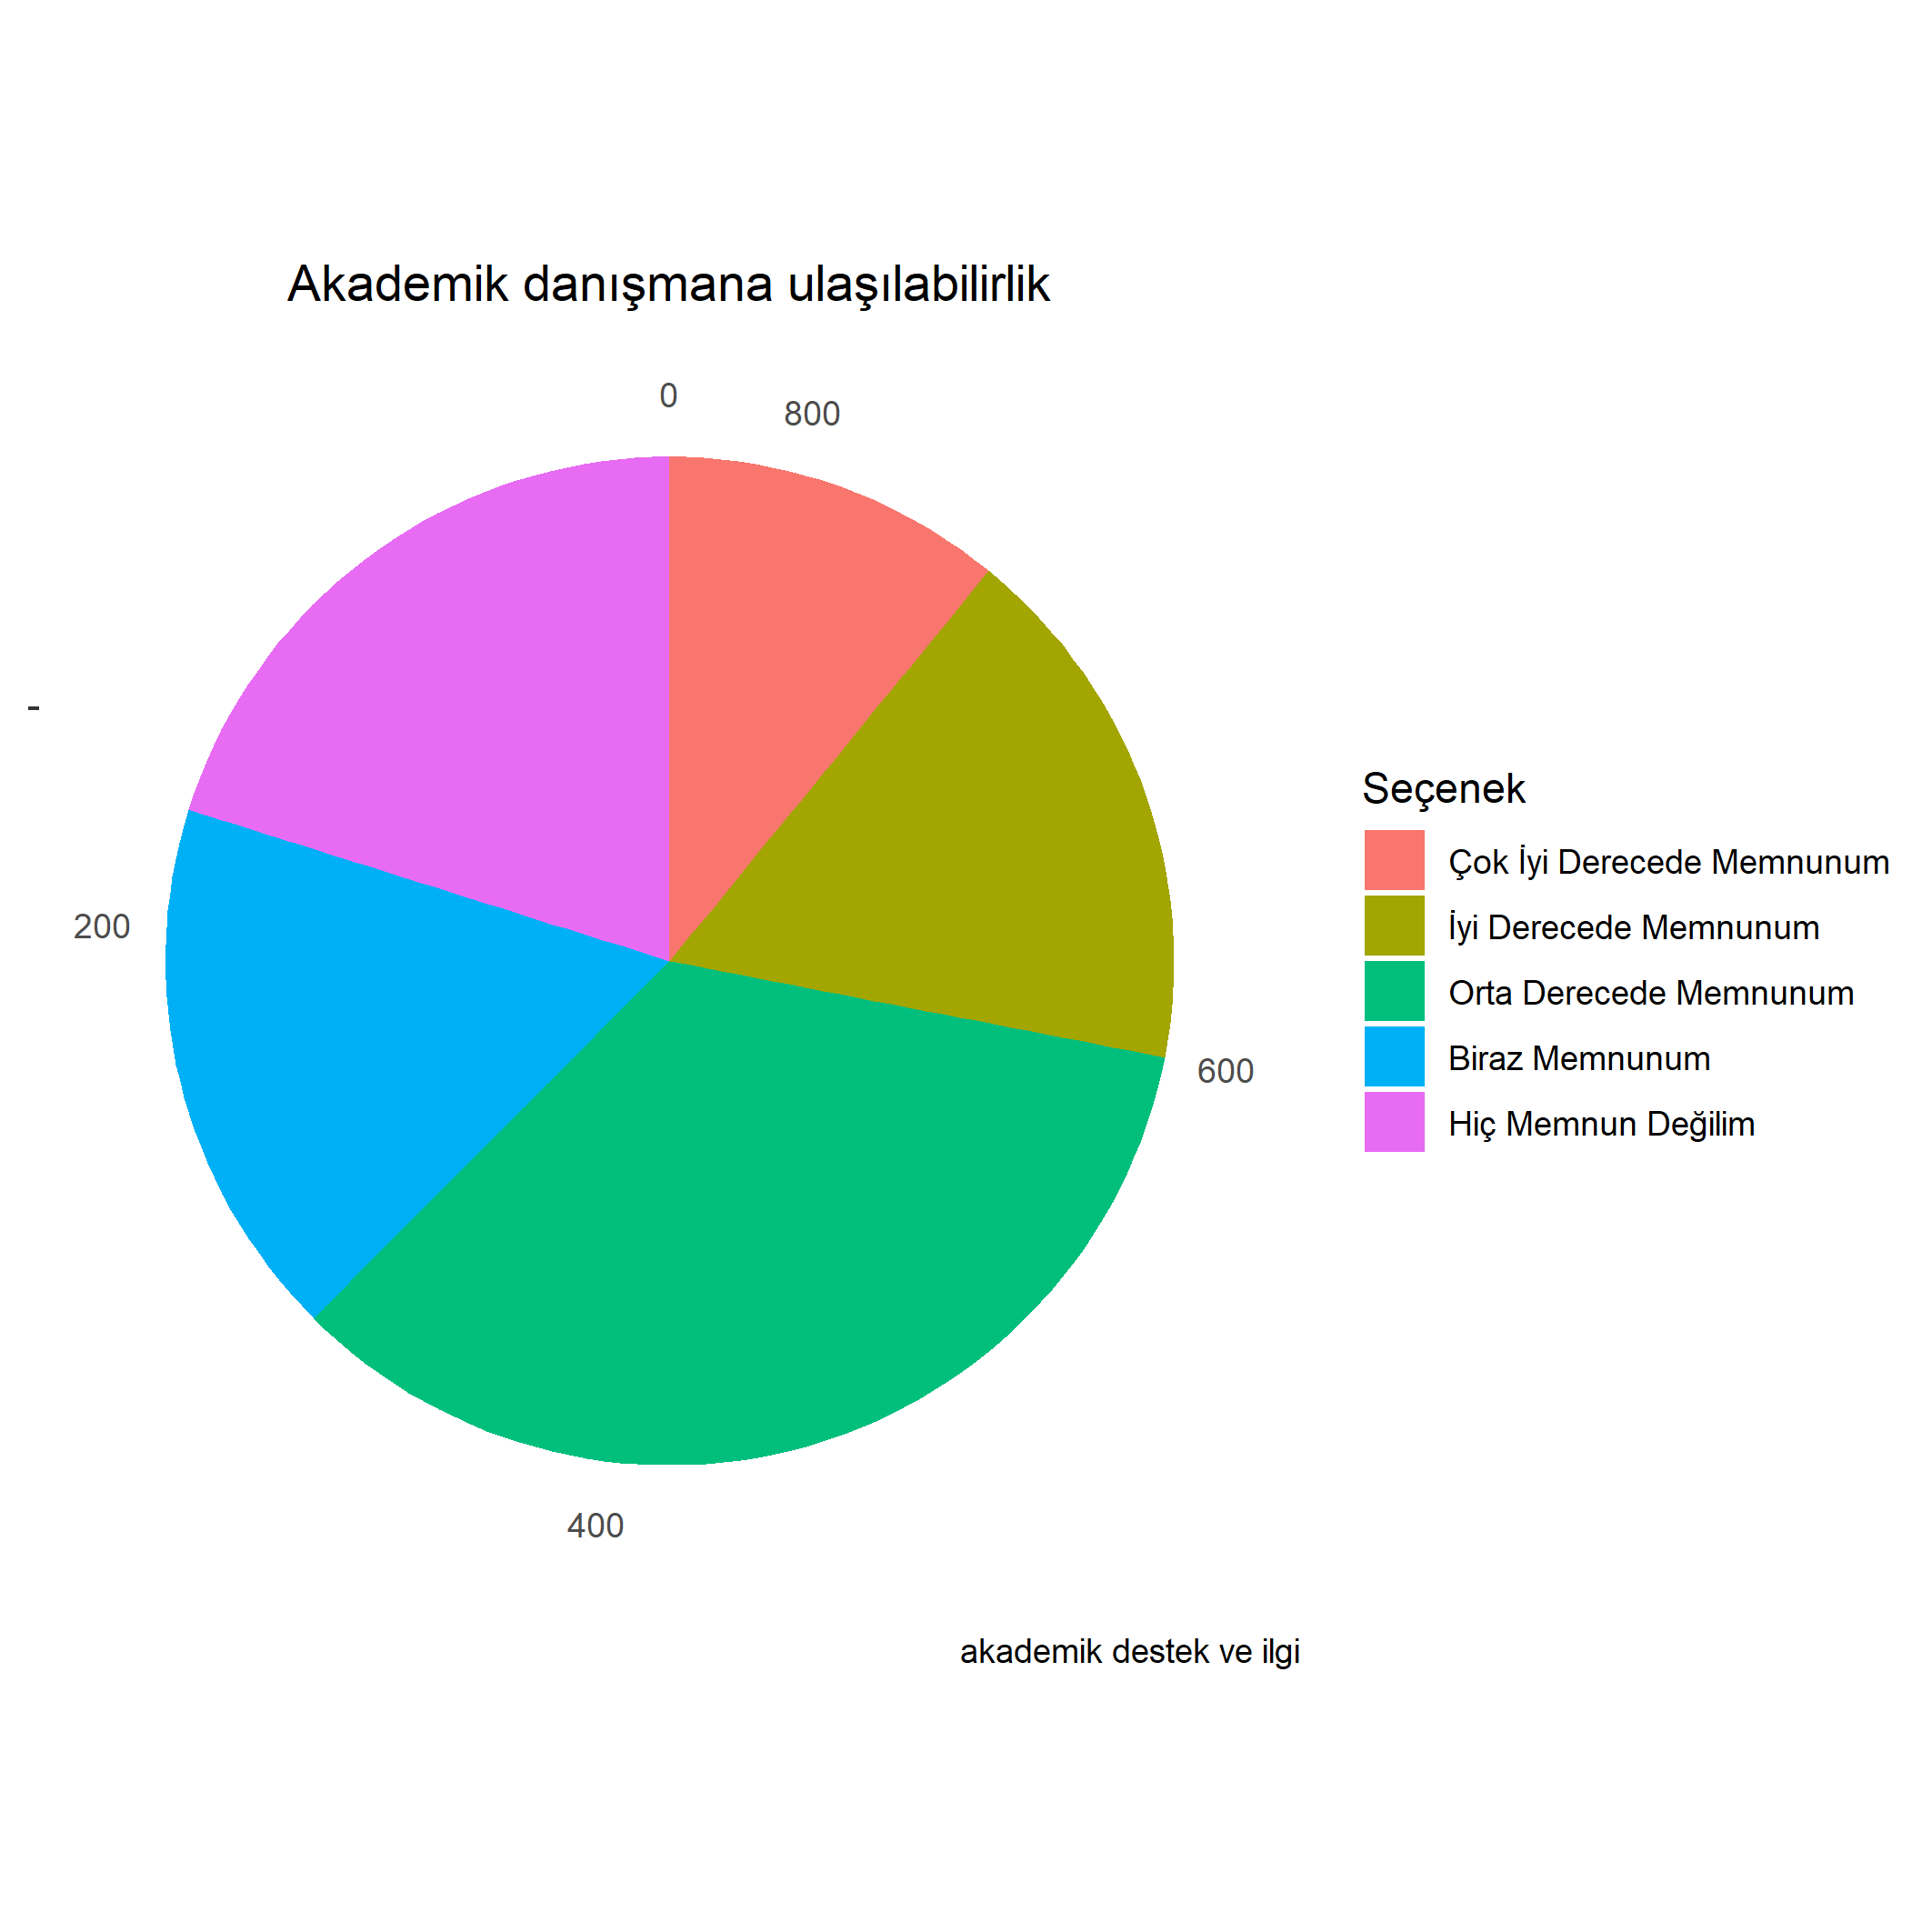 Akademik danışmana ulaşılabilirlik
0
800
-
200
600
400
Seçenek
Çok İyi Derecede Memnunum
İyi Derecede Memnunum
Orta Derecede Memnunum
Biraz Memnunum
Hiç Memnun Değilim
akademik destek ve ilgi